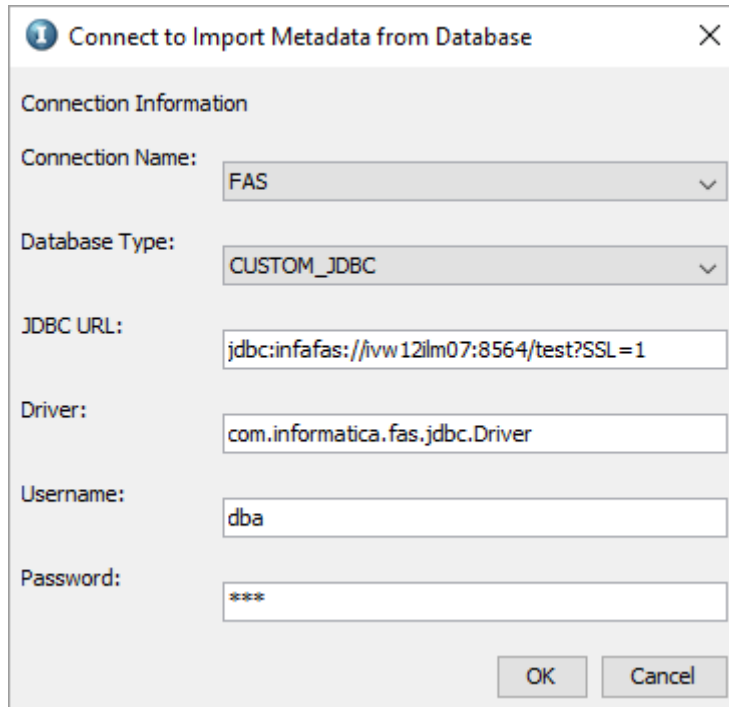 Connect to Import Metadata from Database
Connection Information
Connection Name:
FAS
Database Type:
CUSTOM_JDBC
JDBC URL:
jdbc:infafas://ivw12ilm07:8564/test?SSL=1
Driver:
com.informatica.fas.jdbc.Driver
Username:
dba
Password:
***
OK Cancel